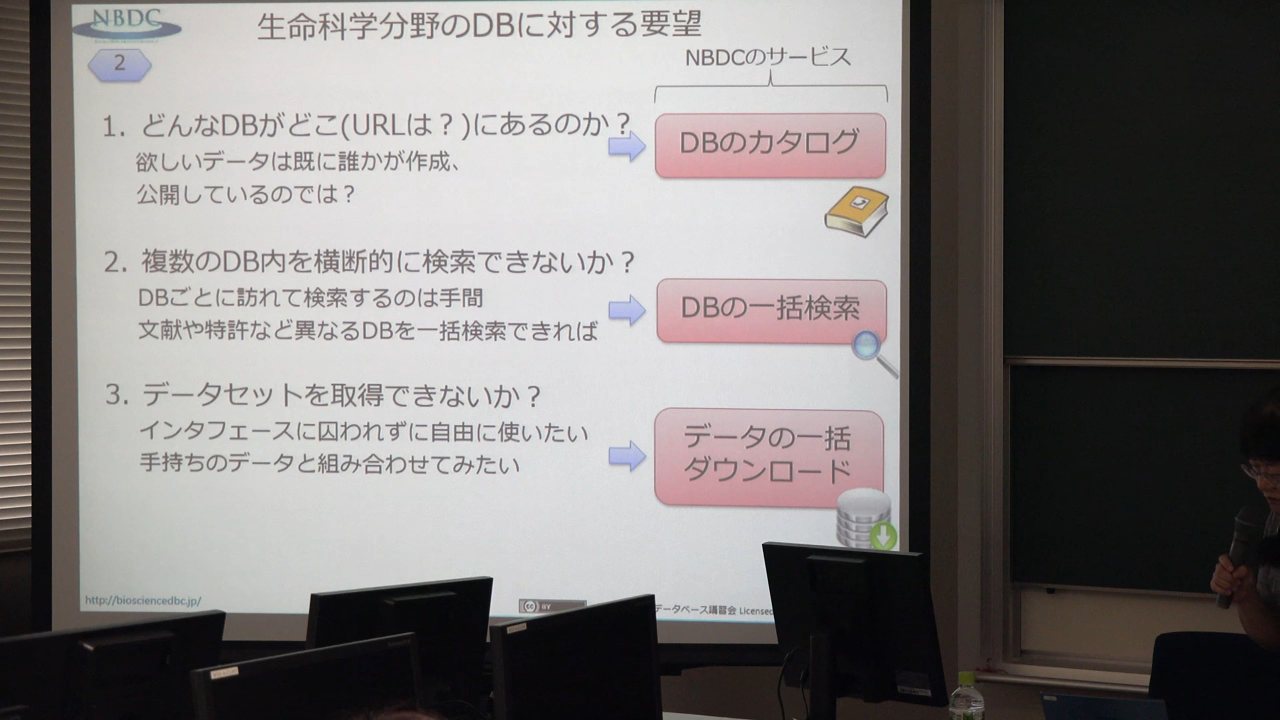 NBDC
生命科学分野のDBに対する要望
2
NBDCのサービス
1. どんなDBがどこ(URLは？)にあるのか？
欲しいデータは既に誰かが作成、
公開しているのでは？
DBのカタログ
2. 複数のDB内を横断的に検索できないか？
DBごとに訪れて検索するのは手間
文献や特許など異なるDBを一括検索できれば
DBの一括検索
3. データセットを取得できないか？
インタフェースに囚われずに自由に使いたい
手持ちのデータと組み合わせてみたい
データの一括
ダウンロード
http://biosciencedbc.jp/
cc BY
データベース講習会 Licensed